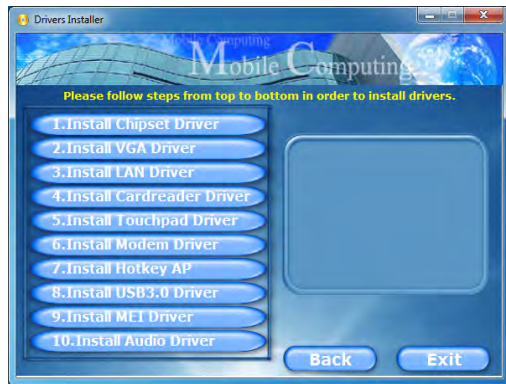 Drivers Installer
Mobile Computing
Mobile Computing
Please follow steps from top to bottom in order to install drivers.
1.Install Chipset Driver
2.Install VGA Driver
3.Install LAN Driver
4.Install Cardreader Driver
5.Install Touchpad Driver
6.Install Modem Driver
7.Install Hotkey AP
8.Install USB3.0 Driver
9.Install MEI Driver
10.Install Audio Driver
Back
Exit